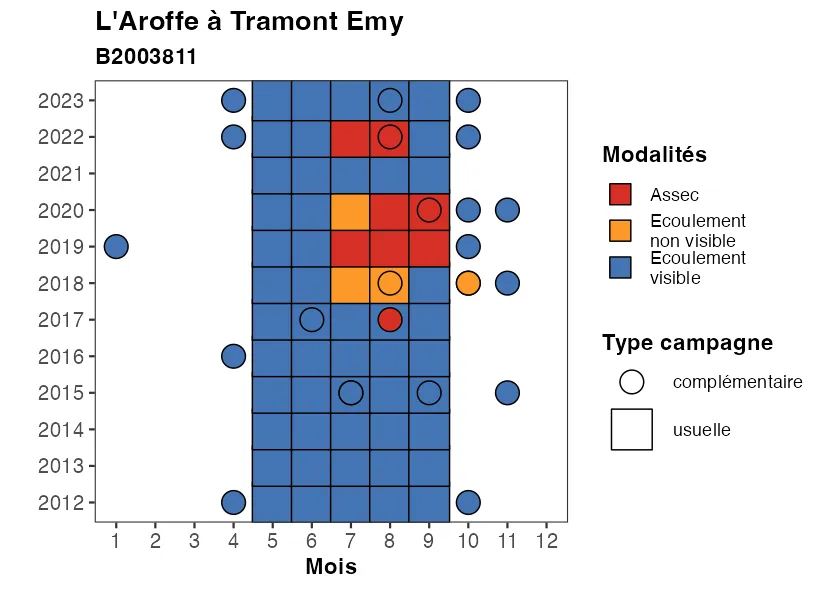 L'Aroffe à Tramont Emy
B2003811
2023
2022
2021
2020
2019
2018
2017
2016
2015
2014
2013
2012
1 2 3 4 5 6 7 8 9 10 11 12
Mois
Modalités
Assec
Ecoulement
non visible
Ecoulement
visible
Type campagne
complémentaire
usuelle